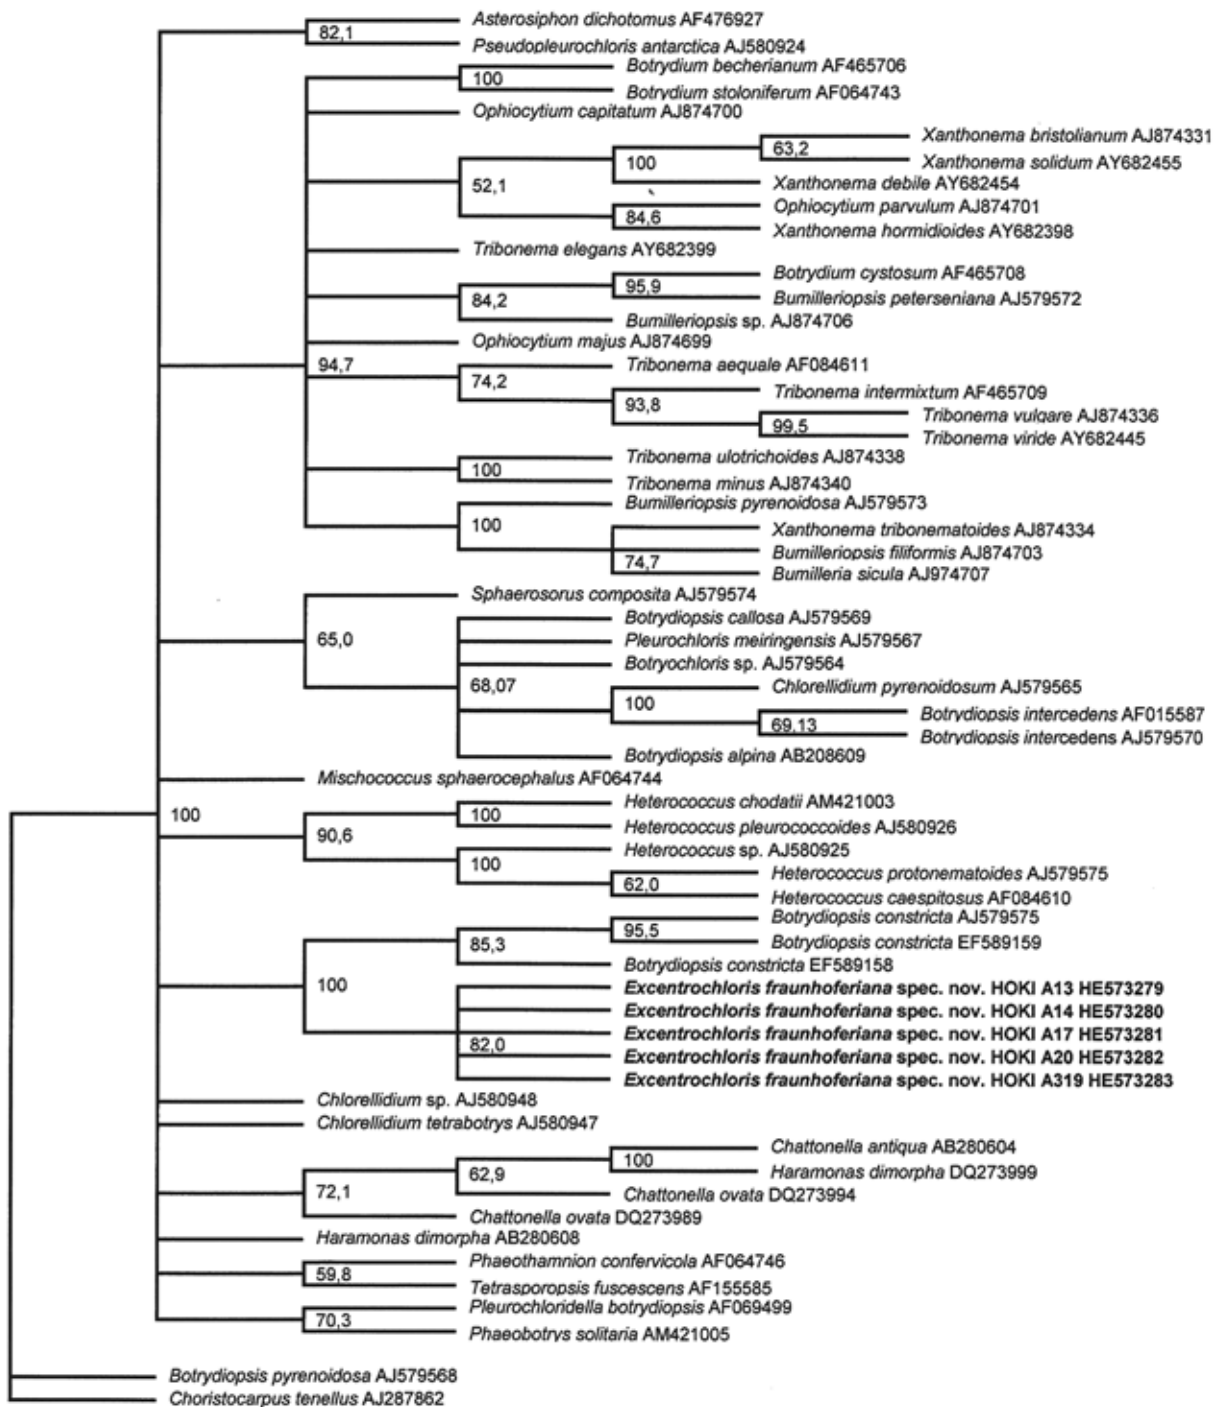 Asterosiphon dichotomus AF476927
82,1
Pseudopleurochloris antarctica AJ580924
Botrydium becherianum AF465706
100
Botrydium stoloniferum AF064743
Ophiocytium capitatum AJ874700
Xanthonema bristolianum AJ874331
63,2
Xanthonema solidum AY682455
100
Xanthonema debile AY682454
52,1
Ophiocytium parvulum AJ874701
84,6
Xanthonema hormidioides AY682398
Tribonema elegans AY682399
Botrydium cystosum AF465708
95,9
Bumilleriopsis peterseniana AJ579572
84,2
Bumilleriopsis sp. AJ874706
Ophiocytium majus AJ874699
94,7
Tribonema aequale AF084611
74,2
Tribonema intermixtum AF465709
93,8
Tribonema vulgare AJ874336
99,5
Tribonema viride AY682445
Tribonema ulotrichoides AJ874338
100
Tribonema minus AJ874340
Bumilleriopsis pyrenoidosa AJ579573
100
Xanthonema tribonematoides AJ874334
Bumilleriopsis filiformis AJ874703
74,7
Bumilleria sicula AJ974707
Sphaerosorus composita AJ579574
65,0
Botrydiopsis callosa AJ579569
Pleurochloris meiringensis AJ579567
Botryochloris sp. AJ579564
68,07
Chlorellidium pyrenoidosum AJ579565
100
Botrydiopsis intercedens AF015587
69,13
Botrydiopsis intercedens AJ579570
Botrydiopsis alpina AB208609
Mischococcus sphaerocephalus AF064744
100
Heterococcus chodatii AM421003
100
Heterococcus pleurococcoides AJ580926
90,6
Heterococcus sp. AJ580925
100
Heterococcus protonematoides AJ579575
62,0
Heterococcus caespitosus AF084610
Botrydiopsis constricta AJ579575
95,5
Botrydiopsis constricta EF589159
85,3
Botrydiopsis constricta EF589158
100
Excentrochloris fraunhoferiana spec. nov. HOKI A13 HE573279
Excentrochloris fraunhoferiana spec. nov. HOKI A14 HE573280
Excentrochloris fraunhoferiana spec. nov. HOKI A17 HE573281
82,0
Excentrochloris fraunhoferiana spec. nov. HOKI A20 HE573282
Excentrochloris fraunhoferiana spec. nov. HOKI A319 HE573283
Chlorellidium sp. AJ580948
Chlorellidium tetrabotrys AJ580947
Chattonella antiqua AB280604
100
Haramonas dimorpha DQ273999
62,9
Chattonella ovata DQ273994
72,1
Chattonella ovata DQ273989
Haramonas dimorpha AB280608
Phaeothamnion confervicola AF064746
59,8
Tetrasporopsis fuscescens AF155585
Pleurochloridella botrydiopsis AF069499
70,3
Phaeobotrys solitaria AM421005
Botrydiopsis pyrenoidosa AJ579568
Choristocarpus tenellus AJ287862